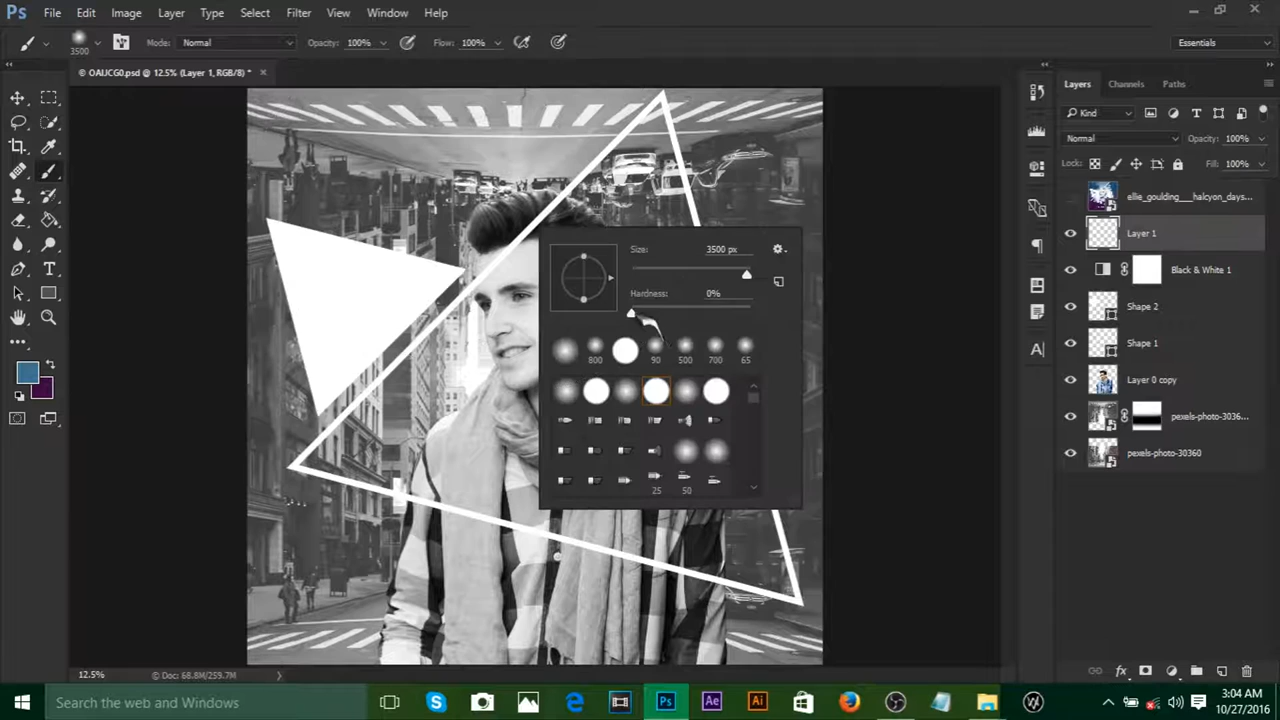 Ps File Edit Image Layer Type Select Filter View Window Help
3500 Mode: Normal Opacity: 100% Flow: 100% Essentials
© OAIJCG0.psd @ 12.5% (Layer 1, RGB/8) * ×
Layers Channels Paths
Kind
Normal Opacity: 100%
Lock: Fill: 100%
ellie_goulding___halcyon_days...
Layer 1
Black & White 1
Shape 2
Shape 1
Layer 0 copy
pexels-photo-3036...
pexels-photo-30360
Size: 3500 px
Hardness: 0%
800 90 500 700 65
25 50
12.5% Doc: 68.8M/259.7M
Search the web and Windows
Ps Ae Ai
3:04 AM
10/27/2016